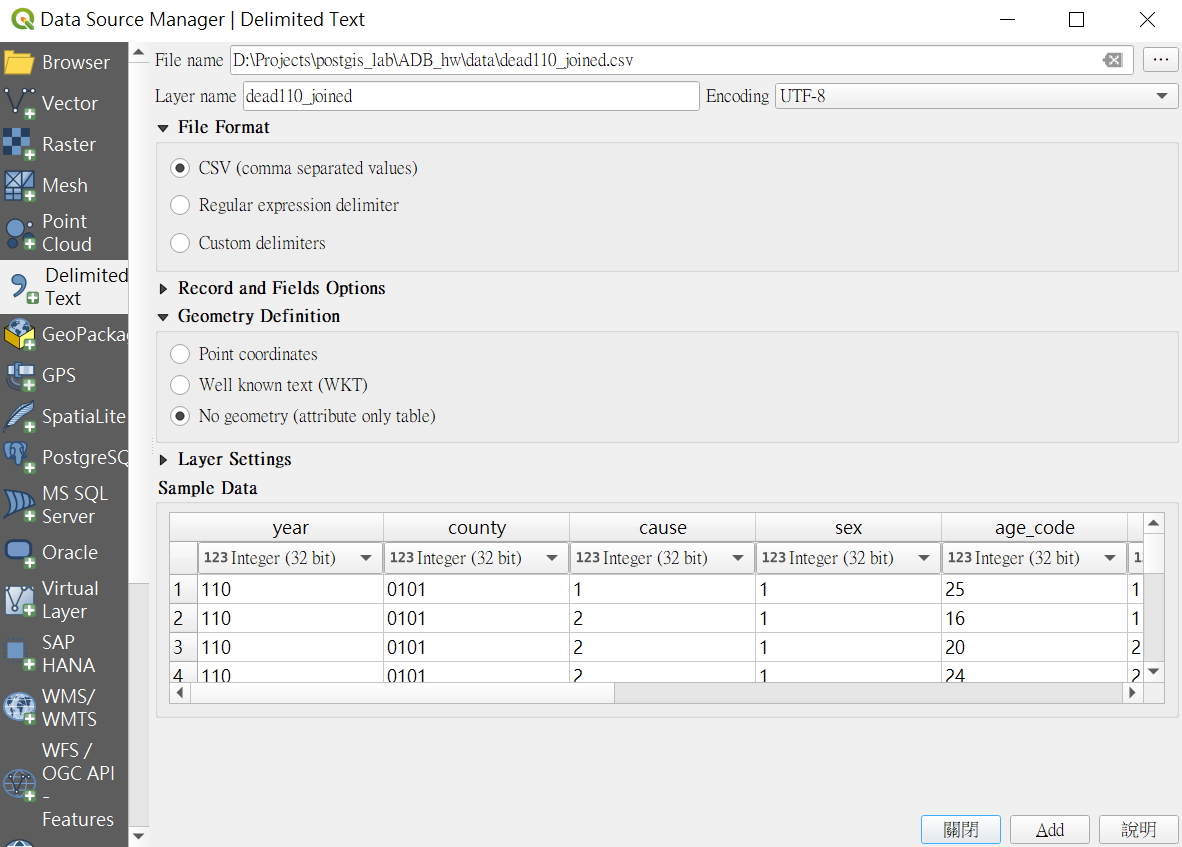 Data Source Manager | Delimited Text
Browser
Vector
Raster
Mesh
Point
Cloud
Delimited
Text
GeoPacka
GPS
SpatiaLite
PostgreSQ
MS SQL
Server
Oracle
Virtual
Layer
SAP
HANA
WMS/
WMTS
WFS /
OGC API
-
Features
File name D:\Projects\postgis_lab\ADB_hw\data\dead110_joined.csv ...
Layer name dead110_joined Encoding UTF-8
File Format
CSV (comma separated values)
Regular expression delimiter
Custom delimiters
Record and Fields Options
Geometry Definition
Point coordinates
Well known text (WKT)
No geometry (attribute only table)
Layer Settings
Sample Data
year county cause sex age_code
123 Integer (32 bit) 123 Integer (32 bit) 123 Integer (32 bit) 123 Integer (32 bit) 123 Integer (32 bit) 1.
1 110 0101 1 1 25 1
2 110 0101 2 1 16 1
3 110 0101 2 1 20 2
4 110 0101 2 1 24 2
關閉 Add 說明